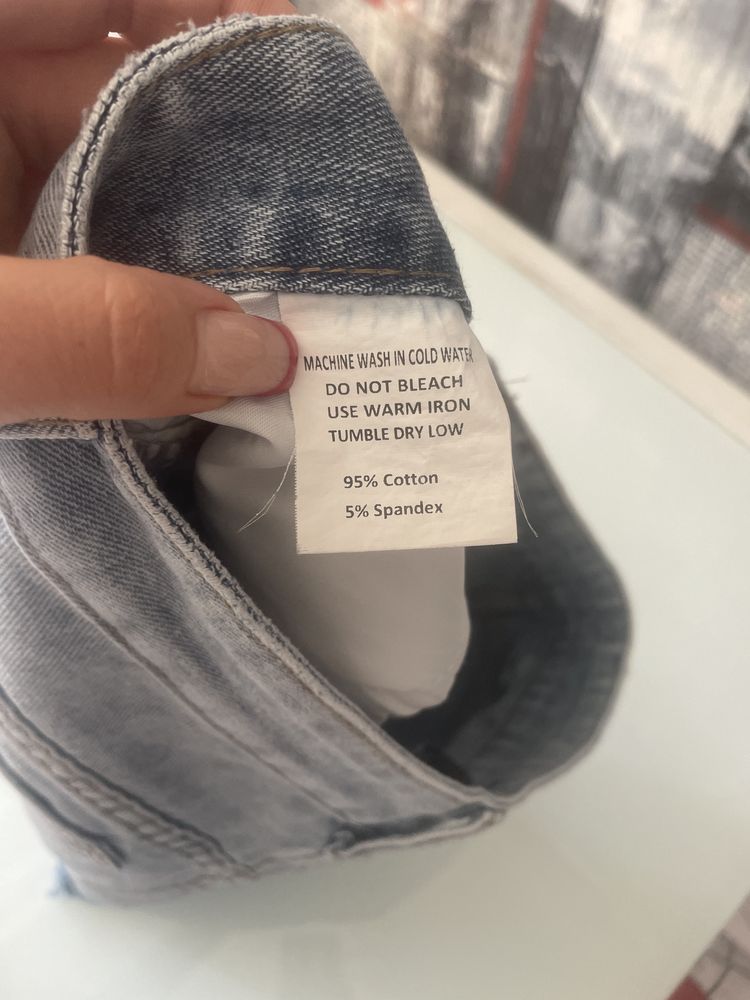 MACHINE WASH IN COLD WATER
DO NOT BLEACH
USE WARM IRON
TUMBLE DRY LOW
95% Cotton
5% Spandex